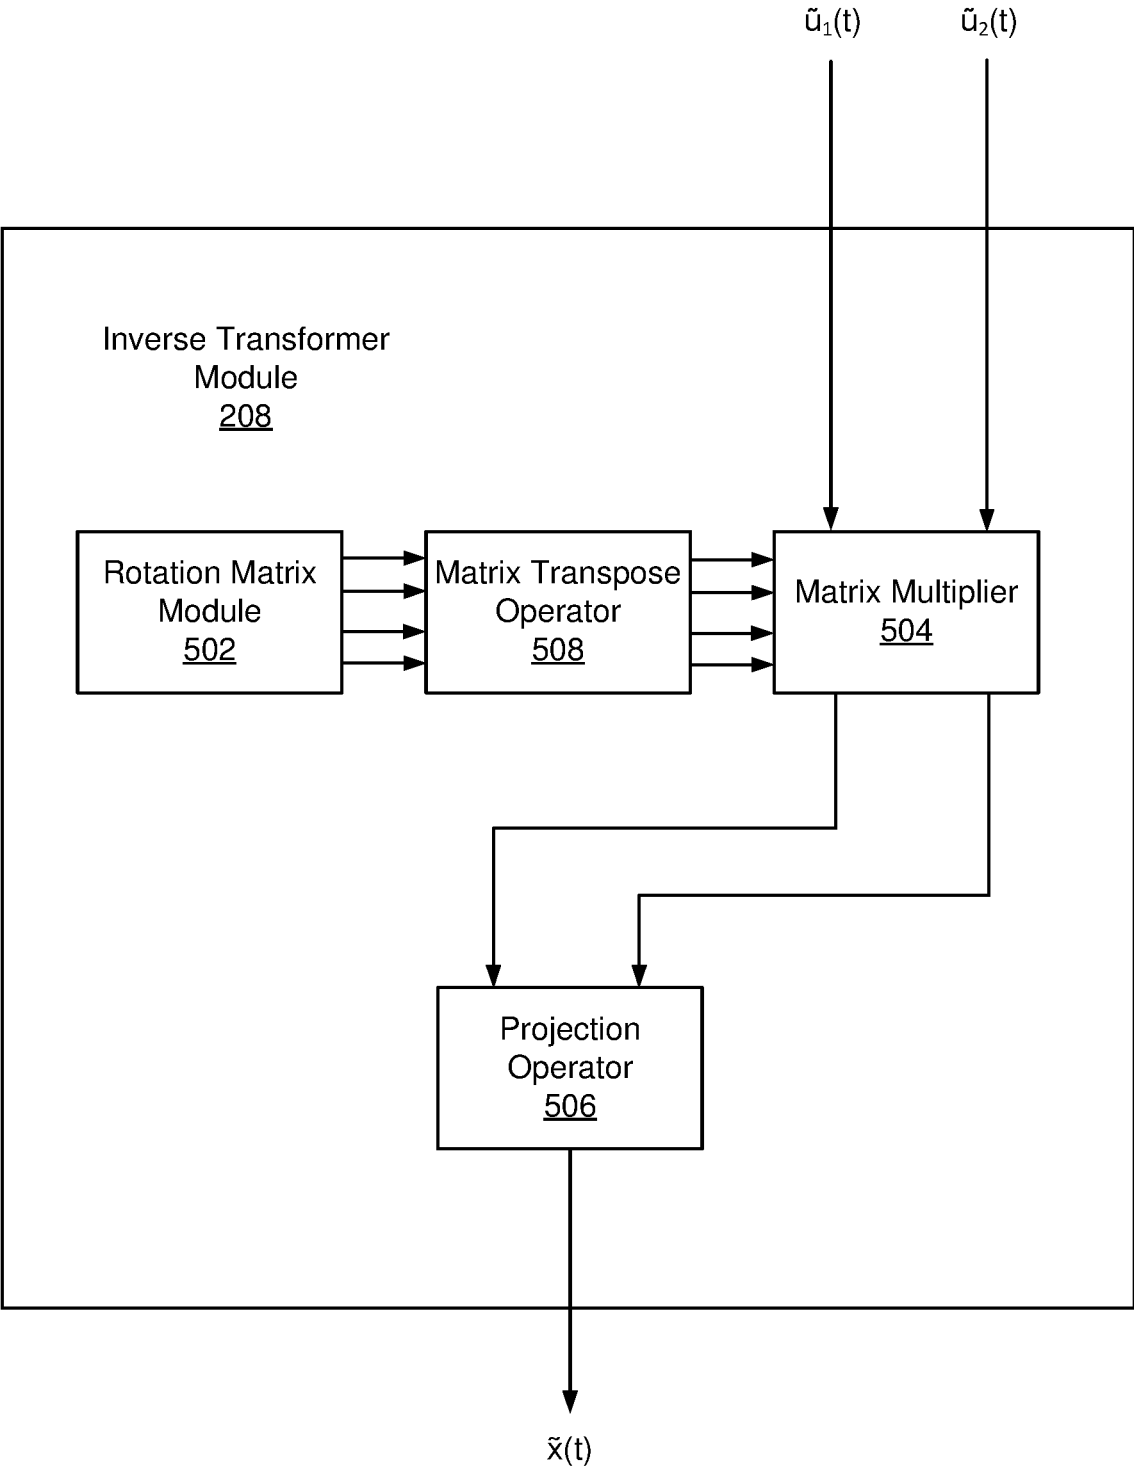 ũ₁(t) ũ₂(t)
Inverse Transformer
Module
208
Rotation Matrix
Module
502
Matrix Transpose
Operator
508
Matrix Multiplier
504
Projection
Operator
506
x̃(t)